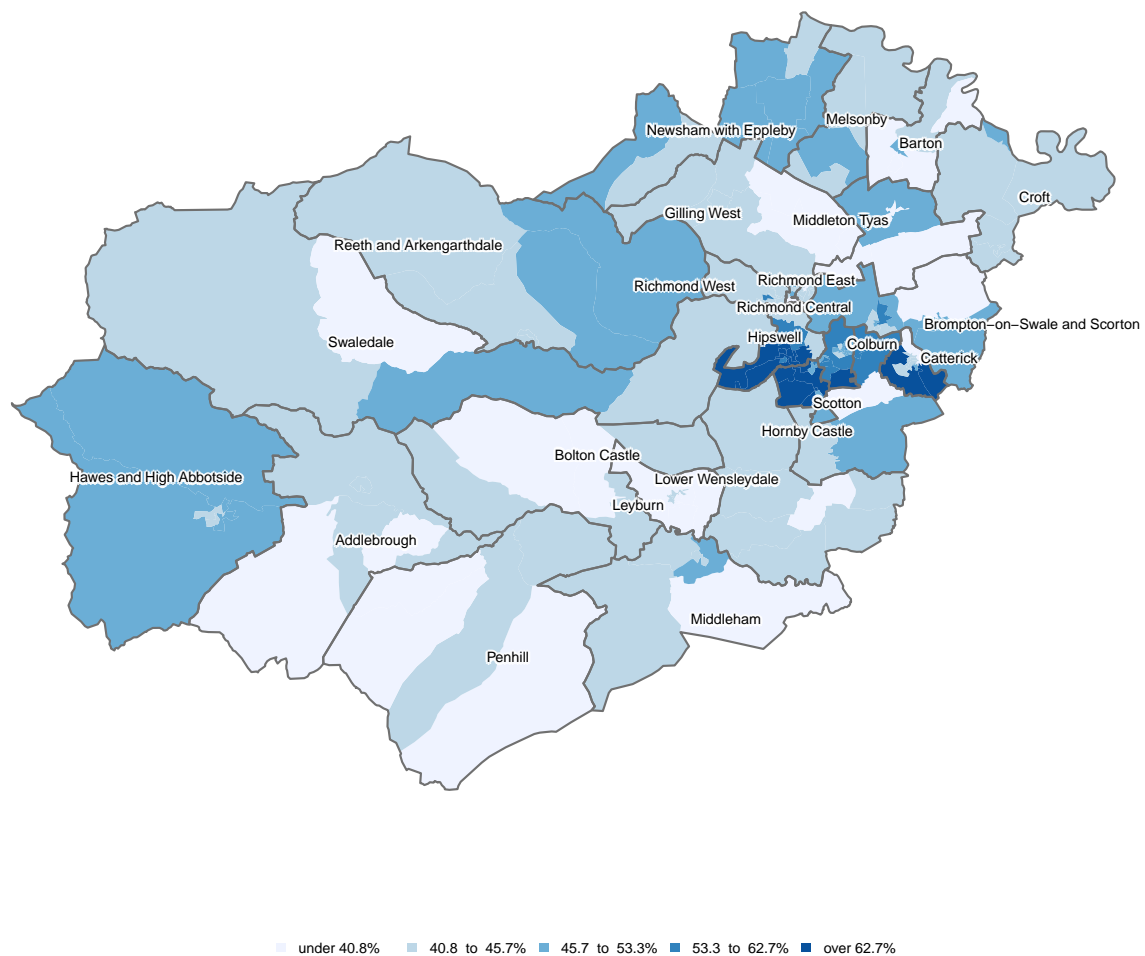 Newsham with Eppleby
Melsonby
Barton
Croft
Gilling West
Middleton Tyas
Reeth and Arkengarthdale
Richmond West
Richmond East
Richmond Central
Brompton−on−Swale and Scorton
Swaledale
Hipswell
Colburn
Catterick
Scotton
Hornby Castle
Bolton Castle
Hawes and High Abbotside
Lower Wensleydale
Leyburn
Addlebrough
Middleham
Penhill
under 40.8% 40.8 to 45.7% 45.7 to 53.3% 53.3 to 62.7% over 62.7%